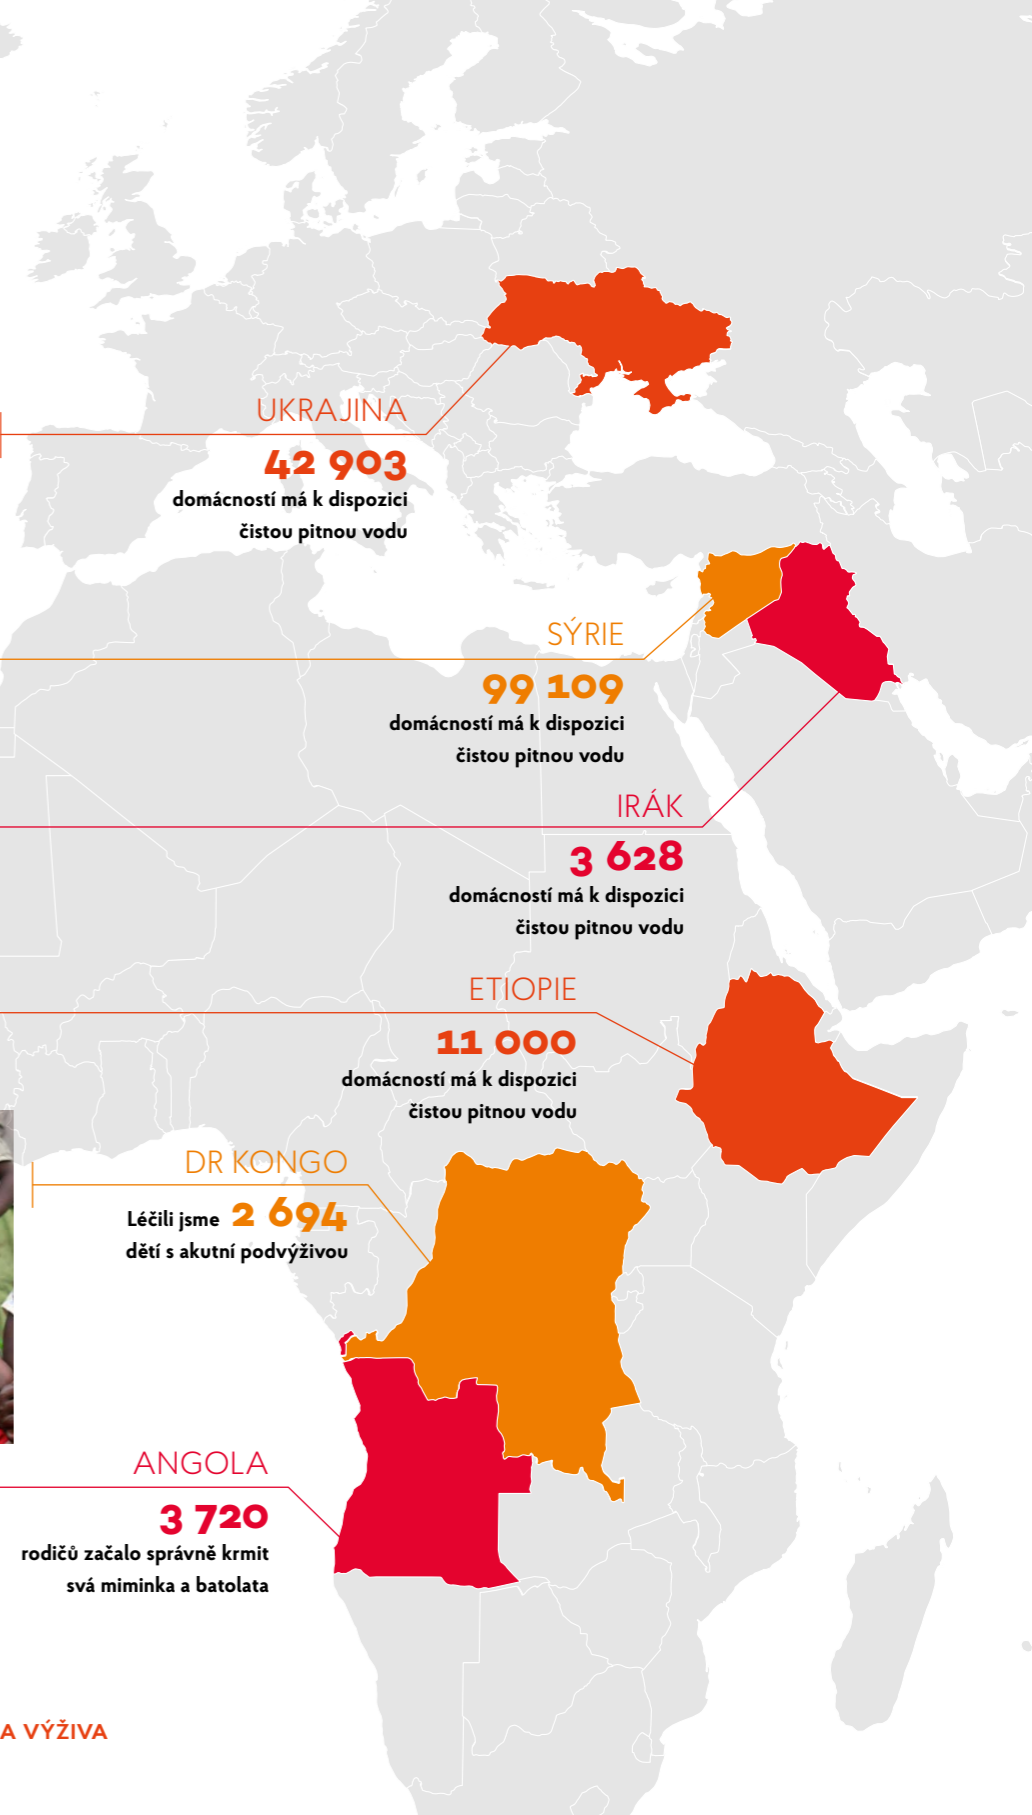 UKRAJINA
42 903
domácností má k dispozici
čistou pitnou vodu
SÝRIE
99 109
domácností má k dispozici
čistou pitnou vodu
IRÁK
3 628
domácností má k dispozici
čistou pitnou vodu
ETIOPIE
11 000
domácností má k dispozici
čistou pitnou vodu
DR KONGO
Léčili jsme 2 694
dětí s akutní podvýživou
ANGOLA
3 720
rodičů začalo správně krmit
svá miminka a batolata
A VÝŽIVA